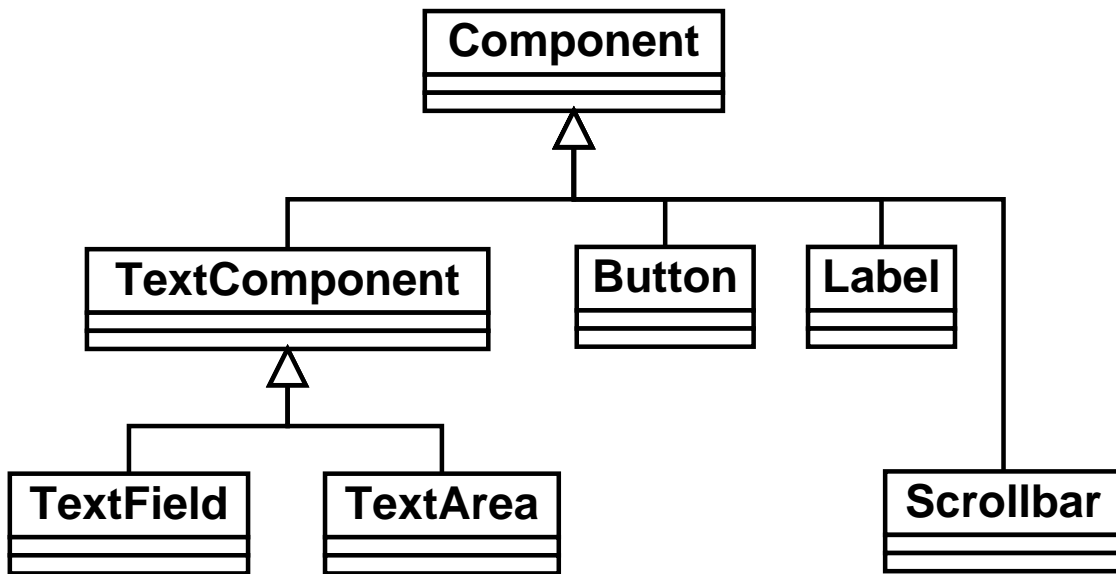 Component
TextComponent
Button
Label
TextField
TextArea
Scrollbar